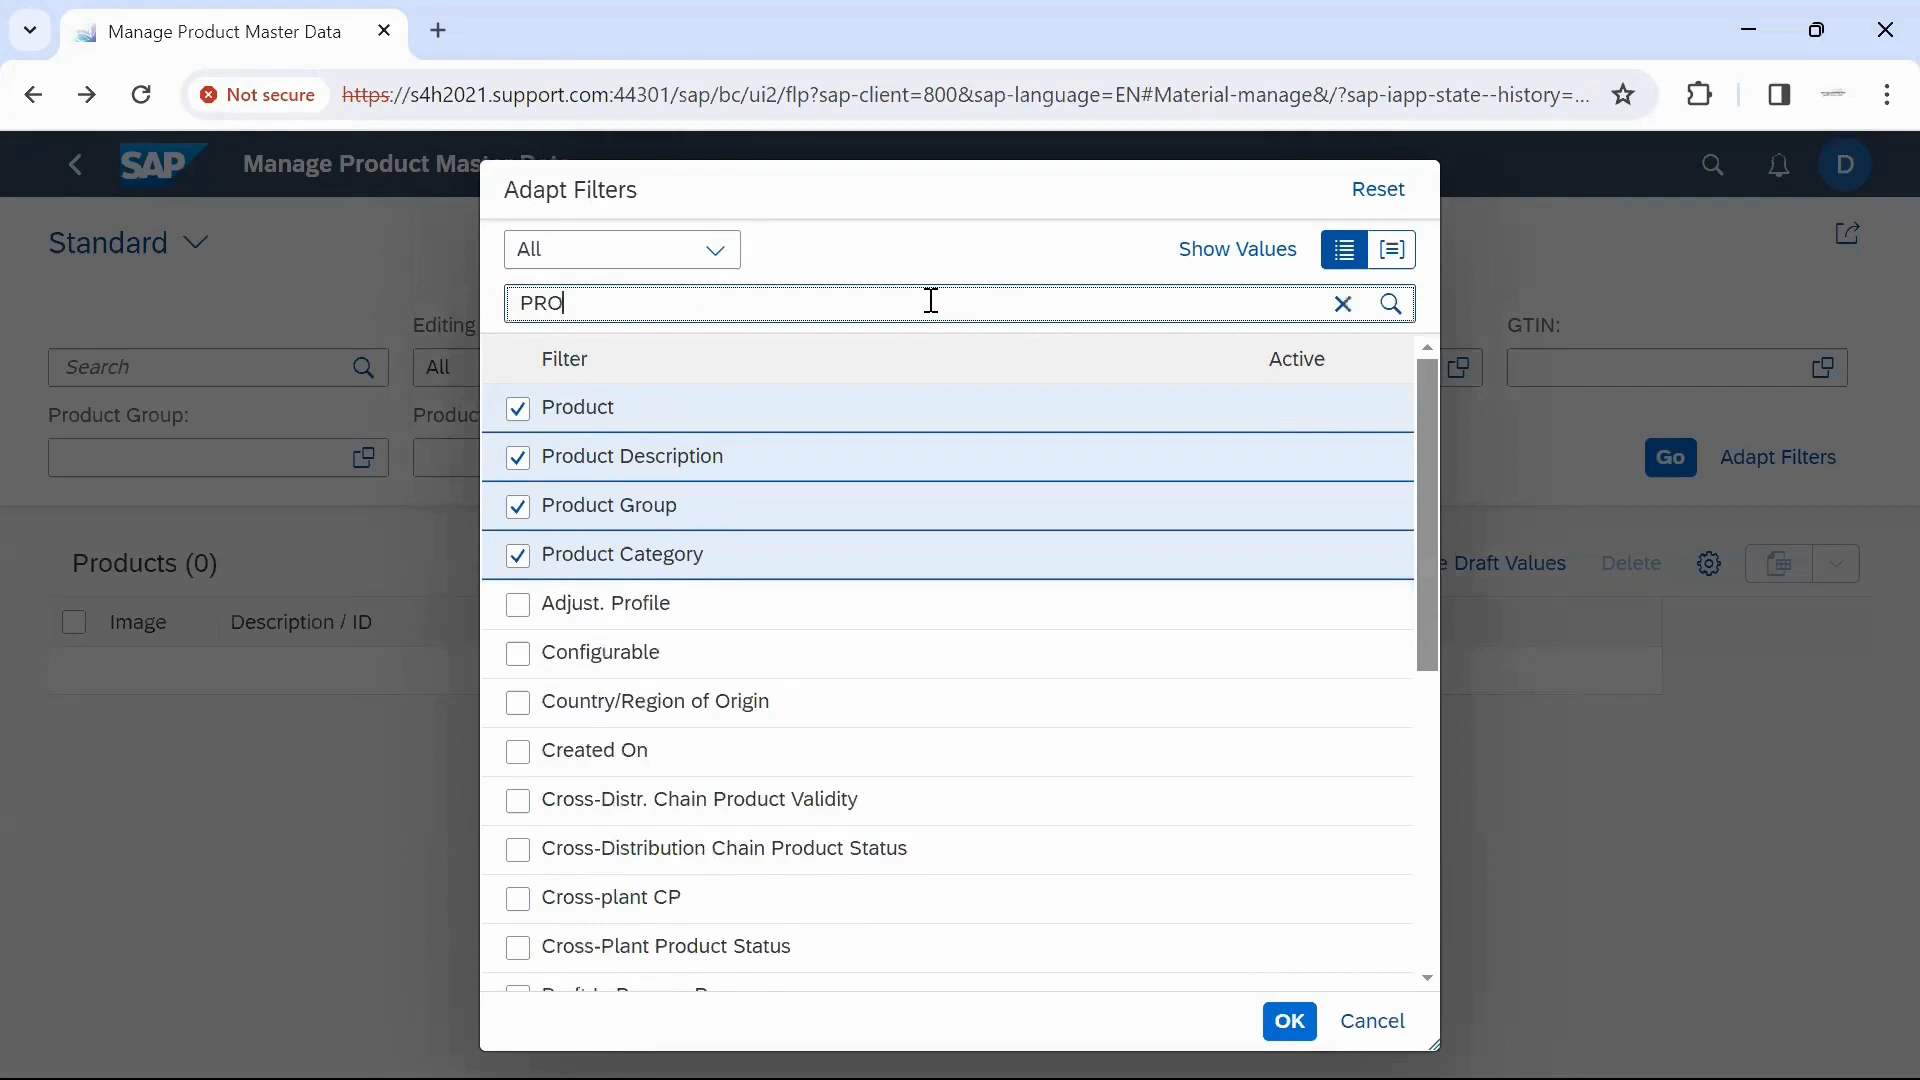 Manage Product Master Data
Not secure
https://s4h2021.support.com:44301/sap/bc/ui2/flp?sap-client=800&sap-language=EN#Material-manage&/?sap-iapp-state--history=...
SAP
Manage Product Master Data
D
Adapt Filters
Reset
Standard
All
Show Values
PRO
Editing
GTIN:
Filter
Active
Search
All
Product
Product Group:
Produc
Product Description
Go
Adapt Filters
Product Group
Product Category
Products (0)
e Draft Values
Delete
Adjust. Profile
Image
Description / ID
Configurable
Country/Region of Origin
Created On
Cross-Distr. Chain Product Validity
Cross-Distribution Chain Product Status
Cross-plant CP
Cross-Plant Product Status
OK
Cancel